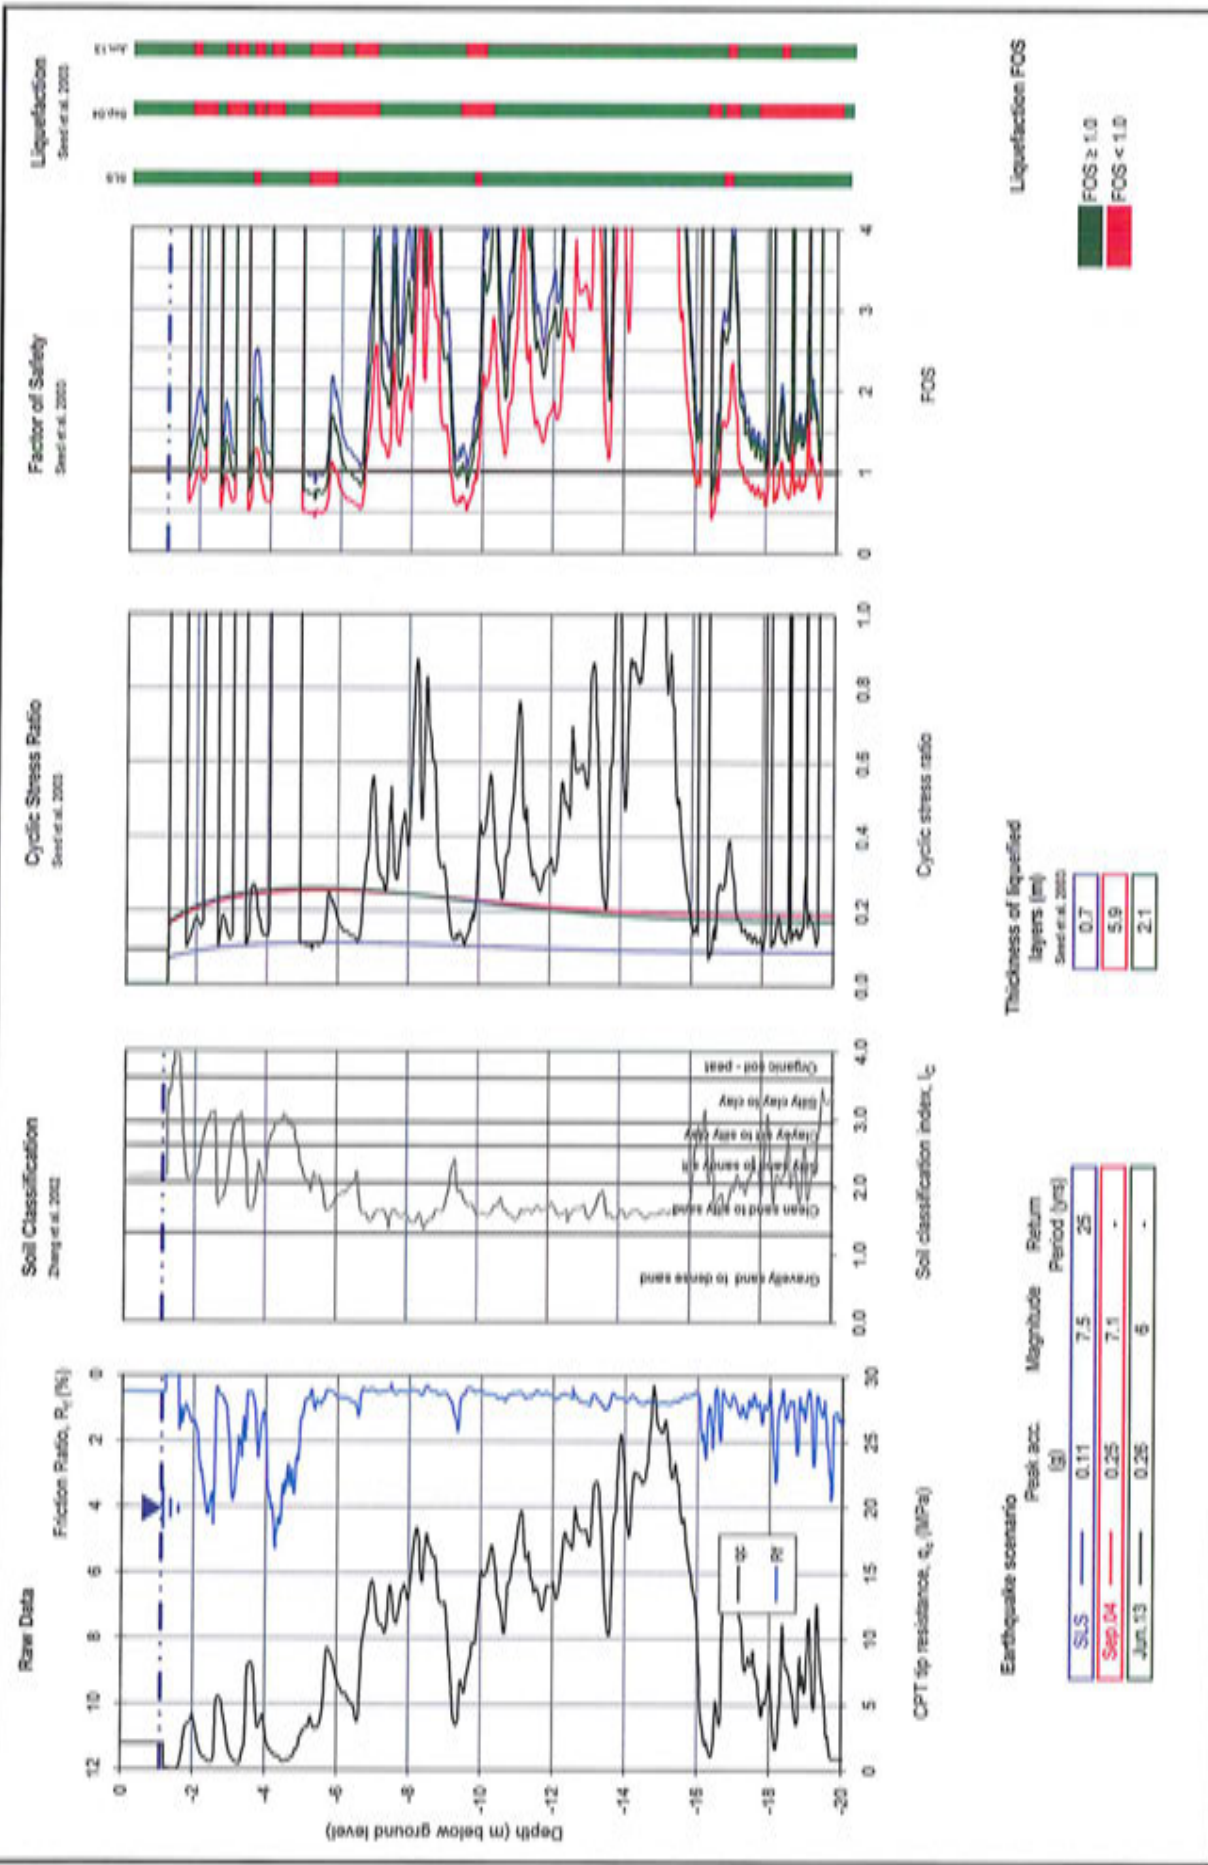 Raw Data
Soil Classification
Zhang et al. 2002
Cyclic Stress Ratio
Seed et al. 2003
Factor of Safety
Seed et al. 2003
Liquefaction
Seed et al. 2003
Friction Ratio, Rf (%)
12 10 8 6 4 2 0
SLS Sep.04 Jun.13
Depth (m below ground level)
0
-2
-4
-6
-8
-10
-12
-14
-16
-18
-20
qc
Rf
Gravelly sand to dense sand
Clean sand to silty sand
Silty sand to sandy silt
Clayey silt to silty clay
Silty clay to clay
Organic soil - peat
0 5 10 15 20 25 30
0.0 1.0 2.0 3.0 4.0
0.0 0.2 0.4 0.6 0.8 1.0
0 1 2 3 4
CPT tip resistance, qc (MPa)
Soil classification index, IC
Cyclic stress ratio
FOS
Earthquake scenario
Peak acc. (g) Magnitude Return Period (yrs)
SLS 0.11 7.5 25
Sep.04 0.25 7.1 -
Jun.13 0.26 6 -
Thickness of liquefied
layers (m)
Seed et al. 2003
0.7
5.9
2.1
Liquefaction FOS
FOS ≥ 1.0
FOS < 1.0